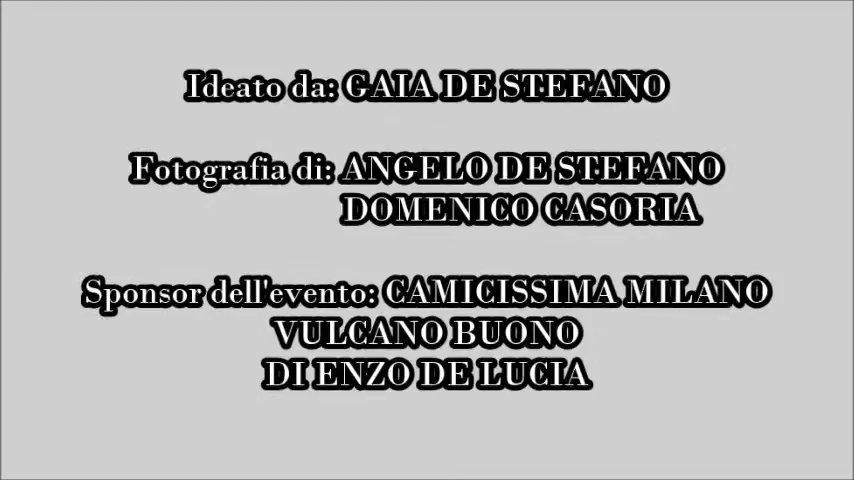 Ideato da: GAIA DE STEFANO
Fotografia di: ANGELO DE STEFANO
DOMENICO CASORIA
Sponsor dell'evento: CAMICISSIMA MILANO
VULCANO BUONO
DI ENZO DE LUCIA